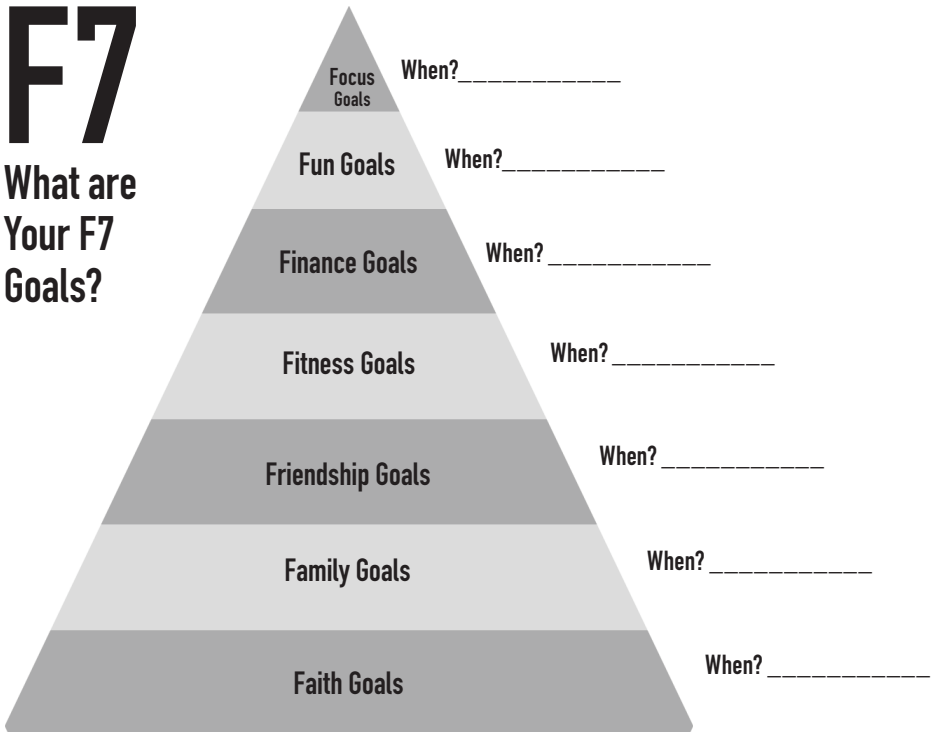 F7
What are
Your F7
Goals?
Focus
Goals
When?___________
Fun Goals
When?___________
Finance Goals
When? ___________
Fitness Goals
When? ___________
Friendship Goals
When? ___________
Family Goals
When? ___________
Faith Goals
When? ___________